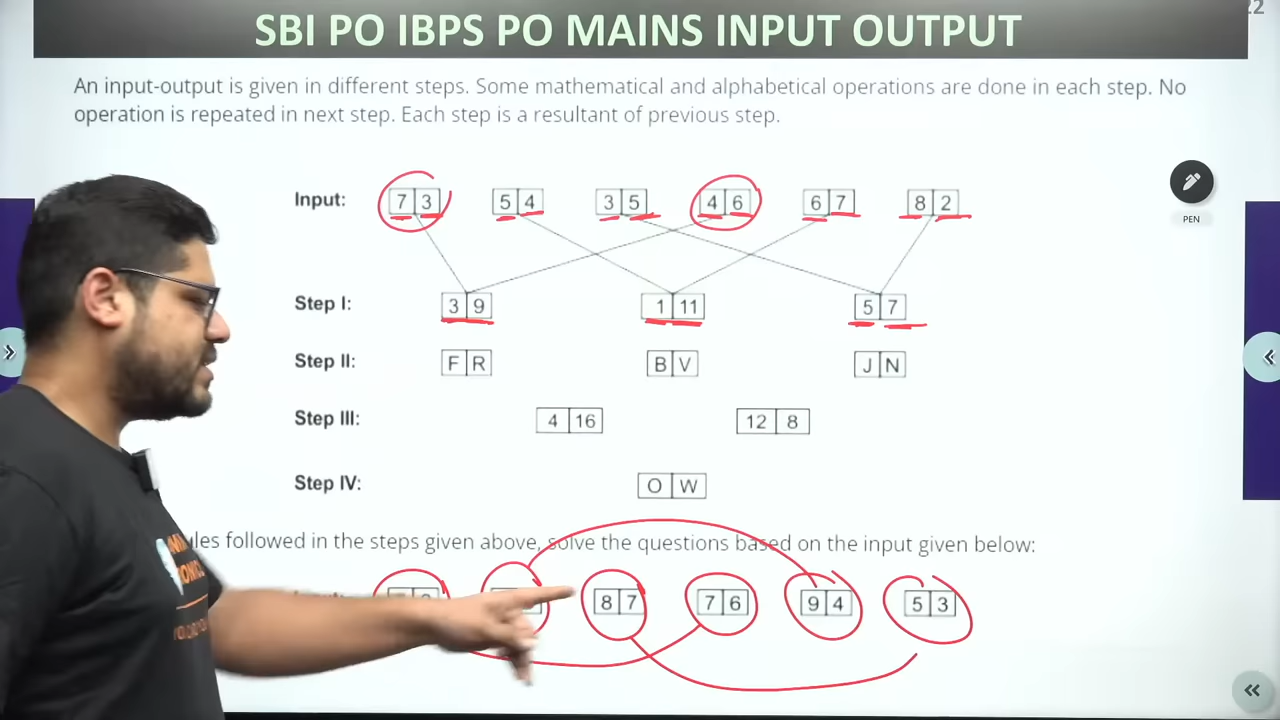 22
SBI PO IBPS PO MAINS INPUT OUTPUT
An input-output is given in different steps. Some mathematical and alphabetical operations are done in each step. No
operation is repeated in next step. Each step is a resultant of previous step.
Input: 7 3 5 4 3 5 4 6 6 7 8 2
PEN
Step I: 3 9 1 11 5 7
Step II: F R B V J N
Step III: 4 16 12 8
Step IV: O W
followed in the steps given above, solve the questions based on the input given below:
8 7 7 6 9 4 5 3